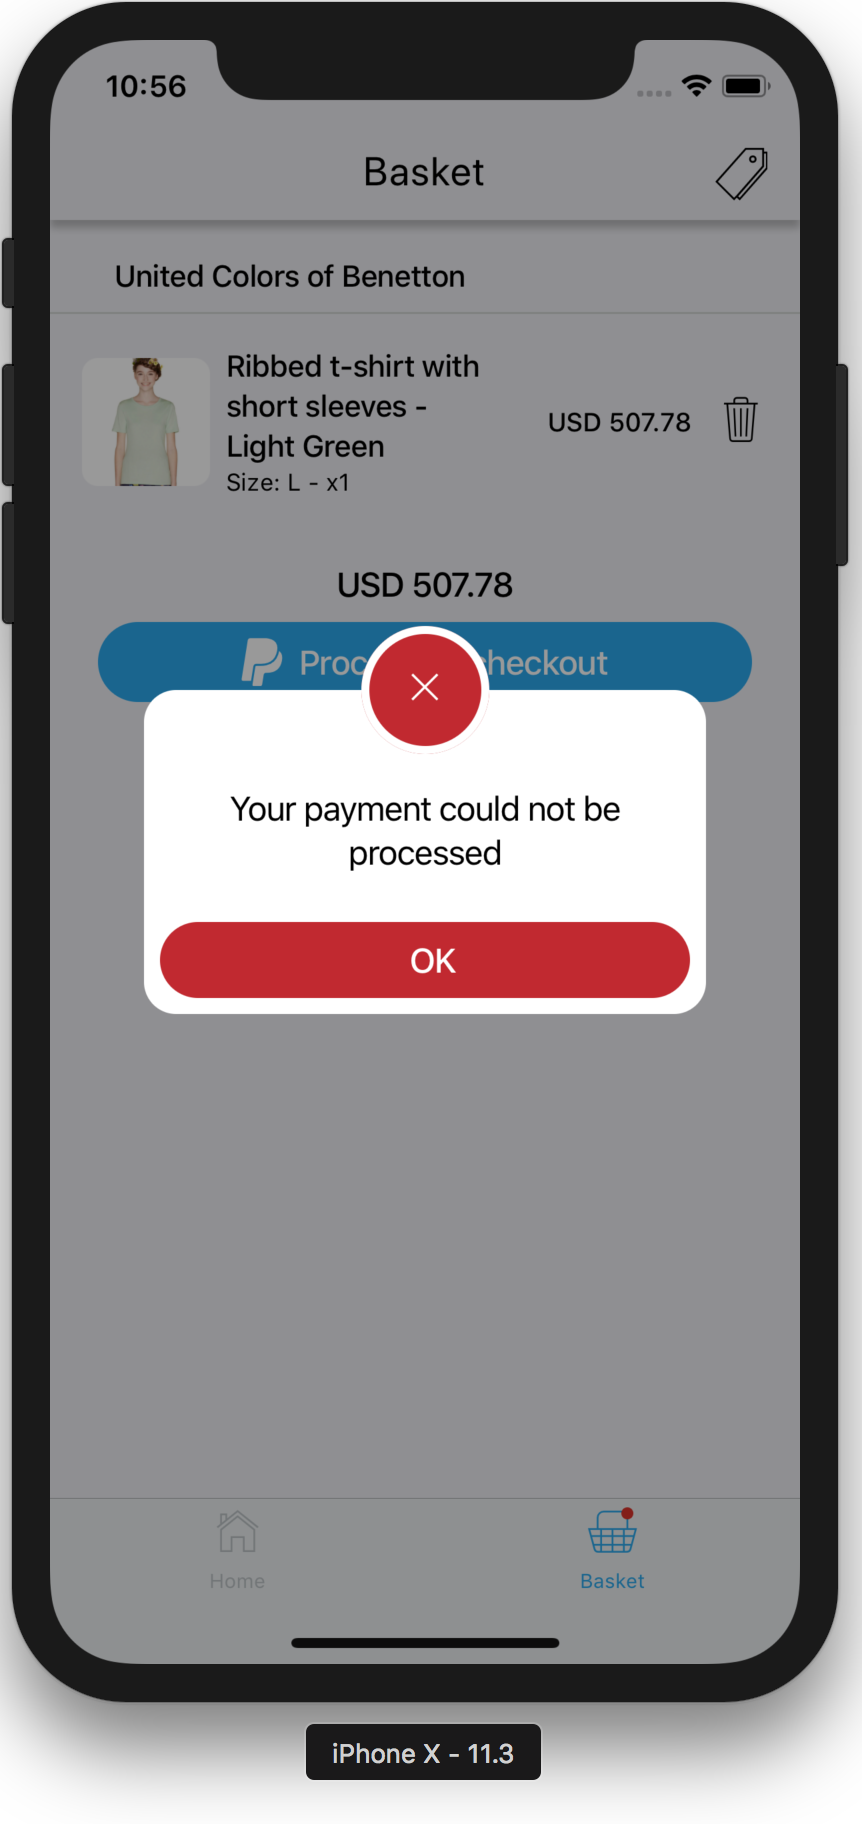 10:56
Basket
United Colors of Benetton
Ribbed t-shirt with
short sleeves -
Light Green
Size: L - x1
USD 507.78
USD 507.78
Proc heckout
Your payment could not be
processed
OK
Home
Basket
iPhone X - 11.3